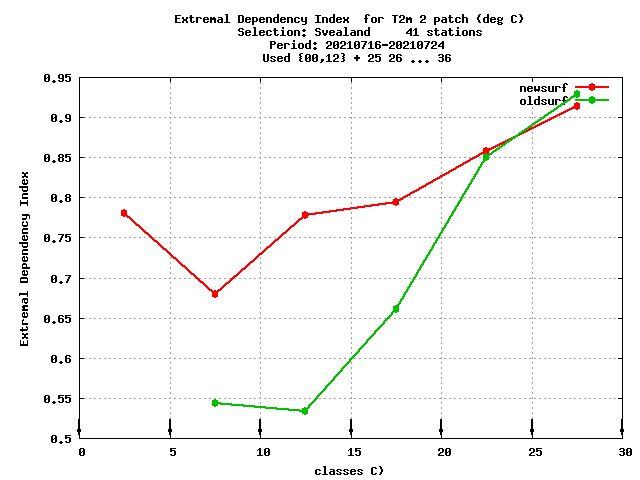 Extremal Dependency Index  for T2m 2 patch (deg C)
Selection: Svealand     41 stations
Period: 20210716-20210724
Used {00,12} + 25 26 ... 36
newsurf
oldsurf
0.95
0.9
0.85
0.8
0.75
0.7
0.65
0.6
0.55
0.5
Extremal Dependency Index
0 5 10 15 20 25 30
classes C)